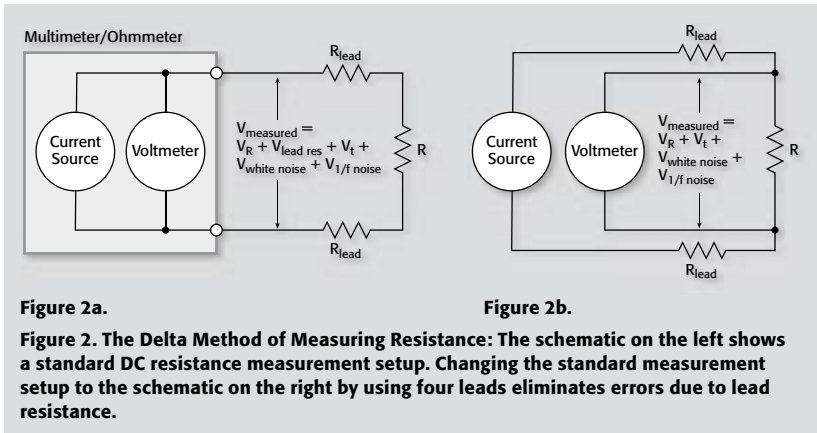 Multimeter/Ohmmeter
Rlead
Current
Source
Voltmeter
Vmeasured =
VR + Vlead res + Vt +
Vwhite noise + V1/f noise
R
Rlead
Rlead
Current
Source
Voltmeter
Vmeasured =
VR + Vt +
Vwhite noise +
V1/f noise
R
Rlead
Figure 2a.
Figure 2b.
Figure 2. The Delta Method of Measuring Resistance: The schematic on the left shows
a standard DC resistance measurement setup. Changing the standard measurement
setup to the schematic on the right by using four leads eliminates errors due to lead
resistance.